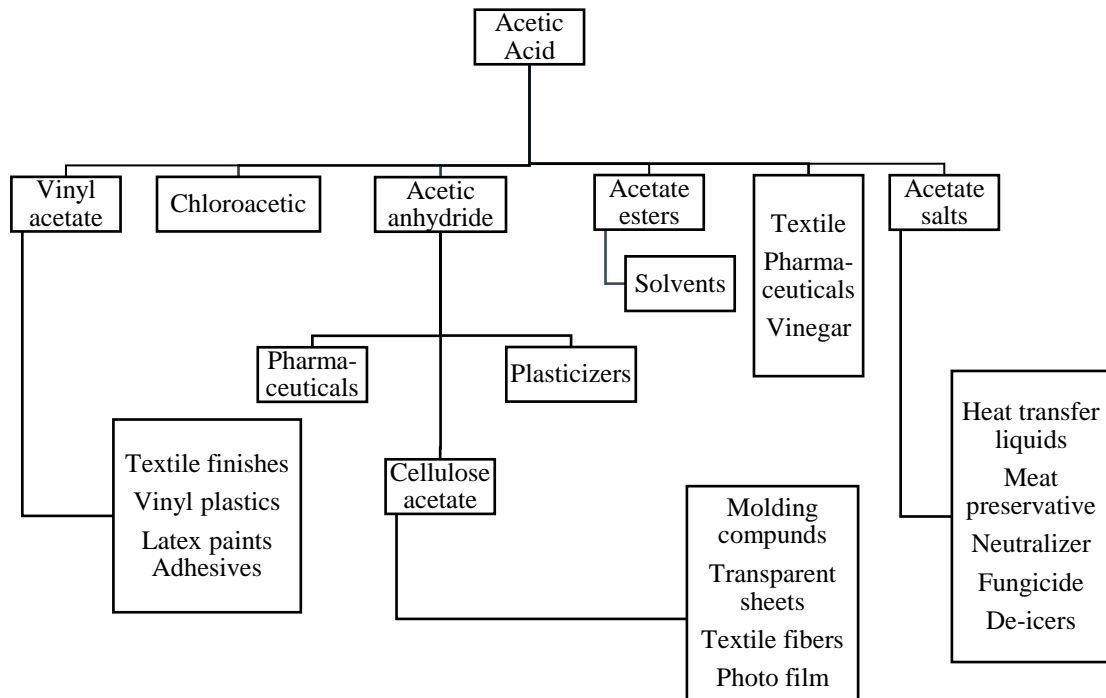 Acetic
Acid
Vinyl
acetate
Chloroacetic
Acetic
anhydride
Acetate
esters
Textile
Pharma-
ceuticals
Vinegar
Acetate
salts
Solvents
Pharma-
ceuticals
Plasticizers
Textile finishes
Vinyl plastics
Latex paints
Adhesives
Cellulose
acetate
Molding
compunds
Transparent
sheets
Textile fibers
Photo film
Heat transfer
liquids
Meat
preservative
Neutralizer
Fungicide
De-icers